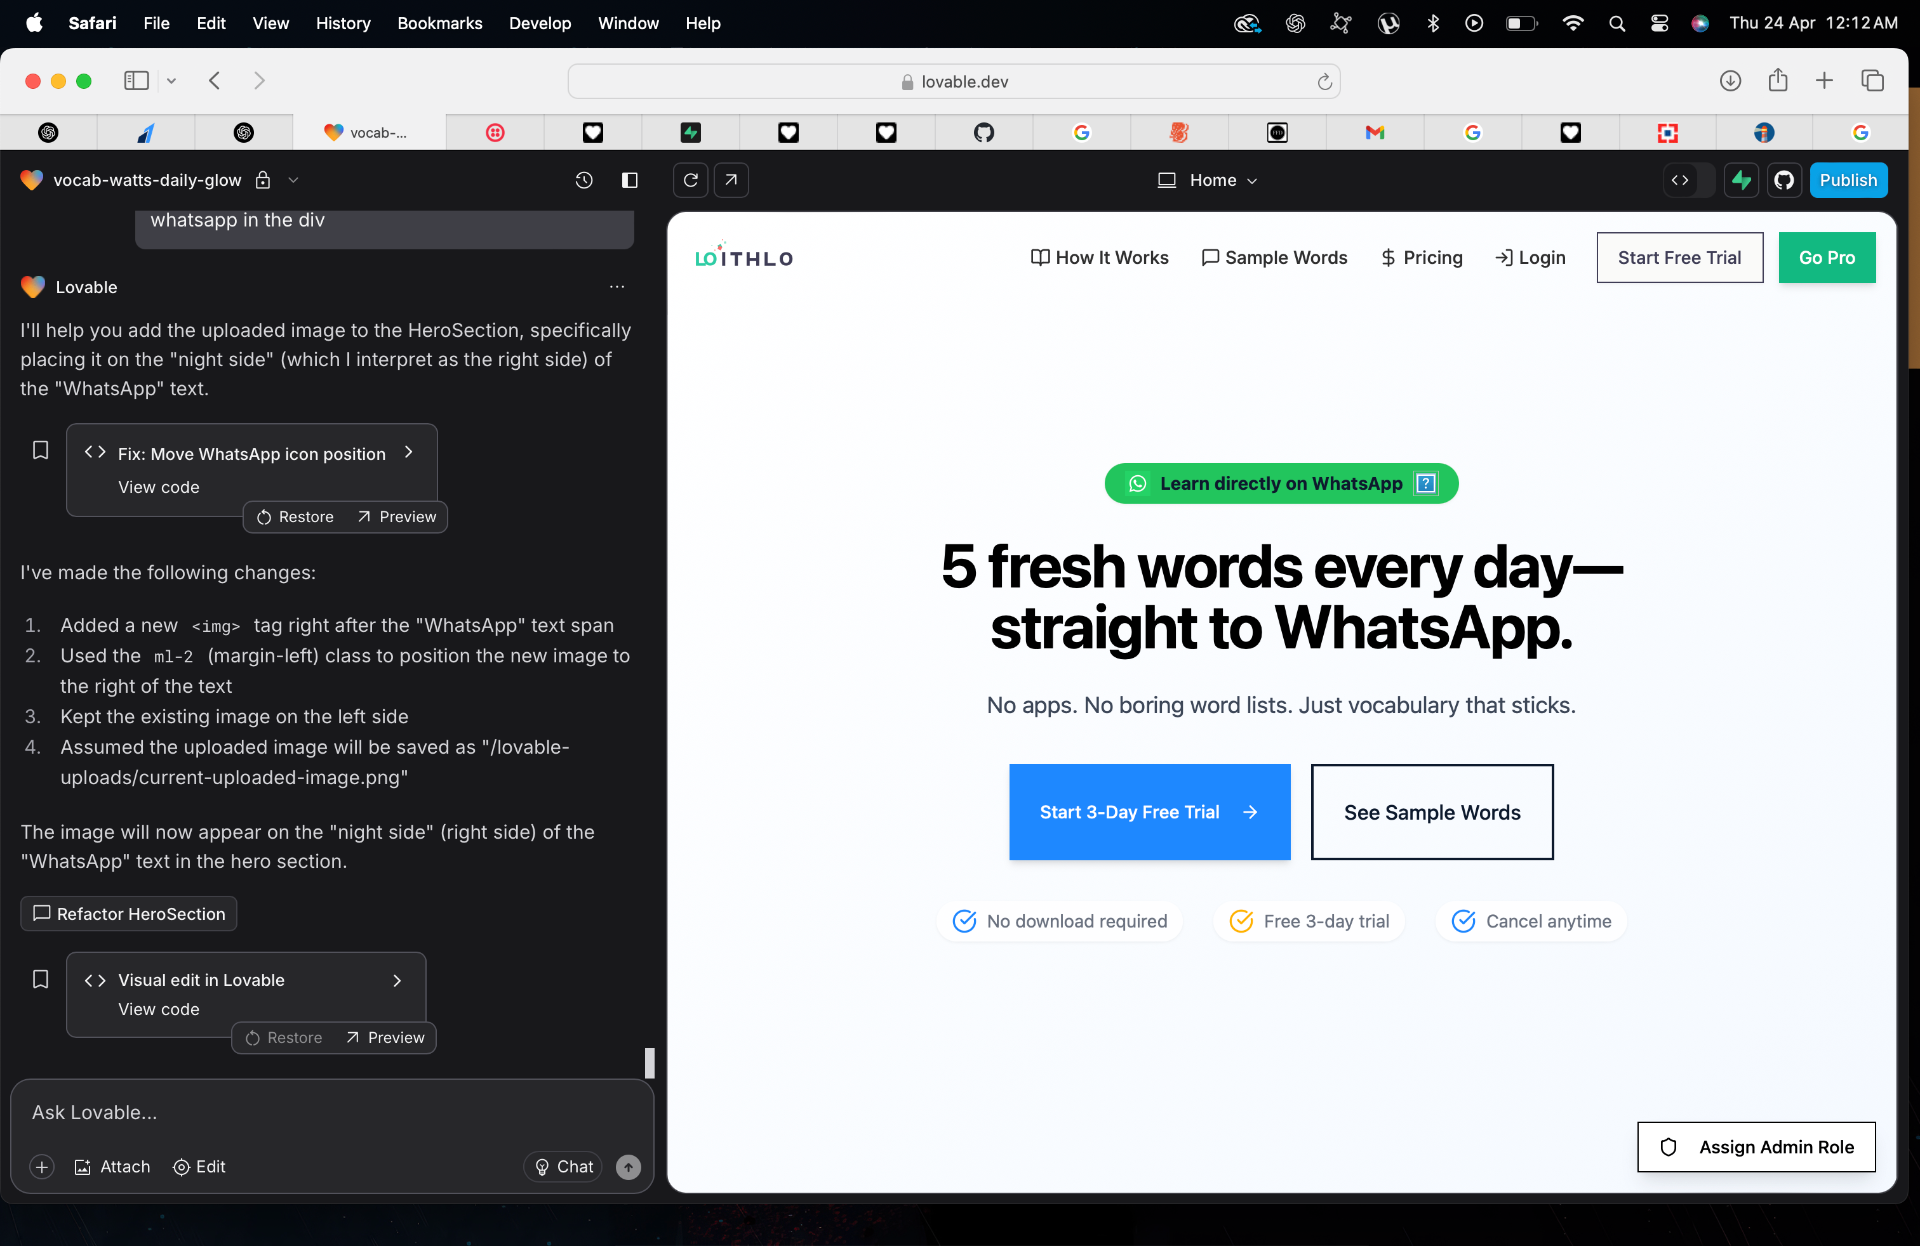 Safari File Edit View History Bookmarks Develop Window Help Thu 24 Apr 12:12 AM
lovable.dev
vocab-...
vocab-watts-daily-glow
Home
Publish
whatsapp in the div
Lovable
I'll help you add the uploaded image to the HeroSection, specifically
placing it on the "night side" (which I interpret as the right side) of
the "WhatsApp" text.
Fix: Move WhatsApp icon position
View code
Restore Preview
I've made the following changes:
1. Added a new <img> tag right after the "WhatsApp" text span
2. Used the ml-2 (margin-left) class to position the new image to
the right of the text
3. Kept the existing image on the left side
4. Assumed the uploaded image will be saved as "/lovable-
uploads/current-uploaded-image.png"
The image will now appear on the "night side" (right side) of the
"WhatsApp" text in the hero section.
Refactor HeroSection
Visual edit in Lovable
View code
Restore Preview
Ask Lovable...
Attach Edit Chat
LOITHLO
How It Works Sample Words Pricing Login Start Free Trial Go Pro
Learn directly on WhatsApp
5 fresh words every day—
straight to WhatsApp.
No apps. No boring word lists. Just vocabulary that sticks.
Start 3-Day Free Trial See Sample Words
No download required Free 3-day trial Cancel anytime
Assign Admin Role